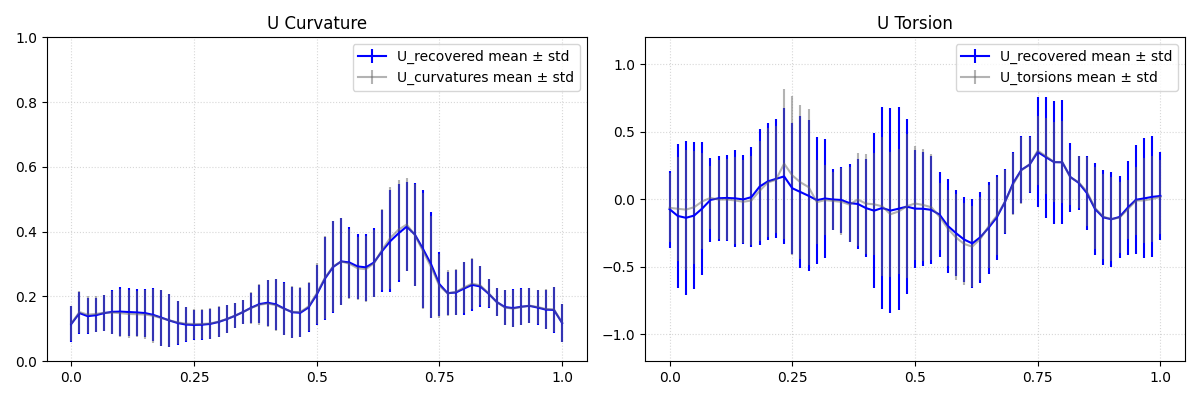 U Curvature
1.0
0.8
0.6
0.4
0.2
0.0
0.0 0.25 0.5 0.75 1.0
U_recovered mean ± std
U_curvatures mean ± std
U Torsion
1.0
0.5
0.0
−0.5
−1.0
0.0 0.25 0.5 0.75 1.0
U_recovered mean ± std
U_torsions mean ± std